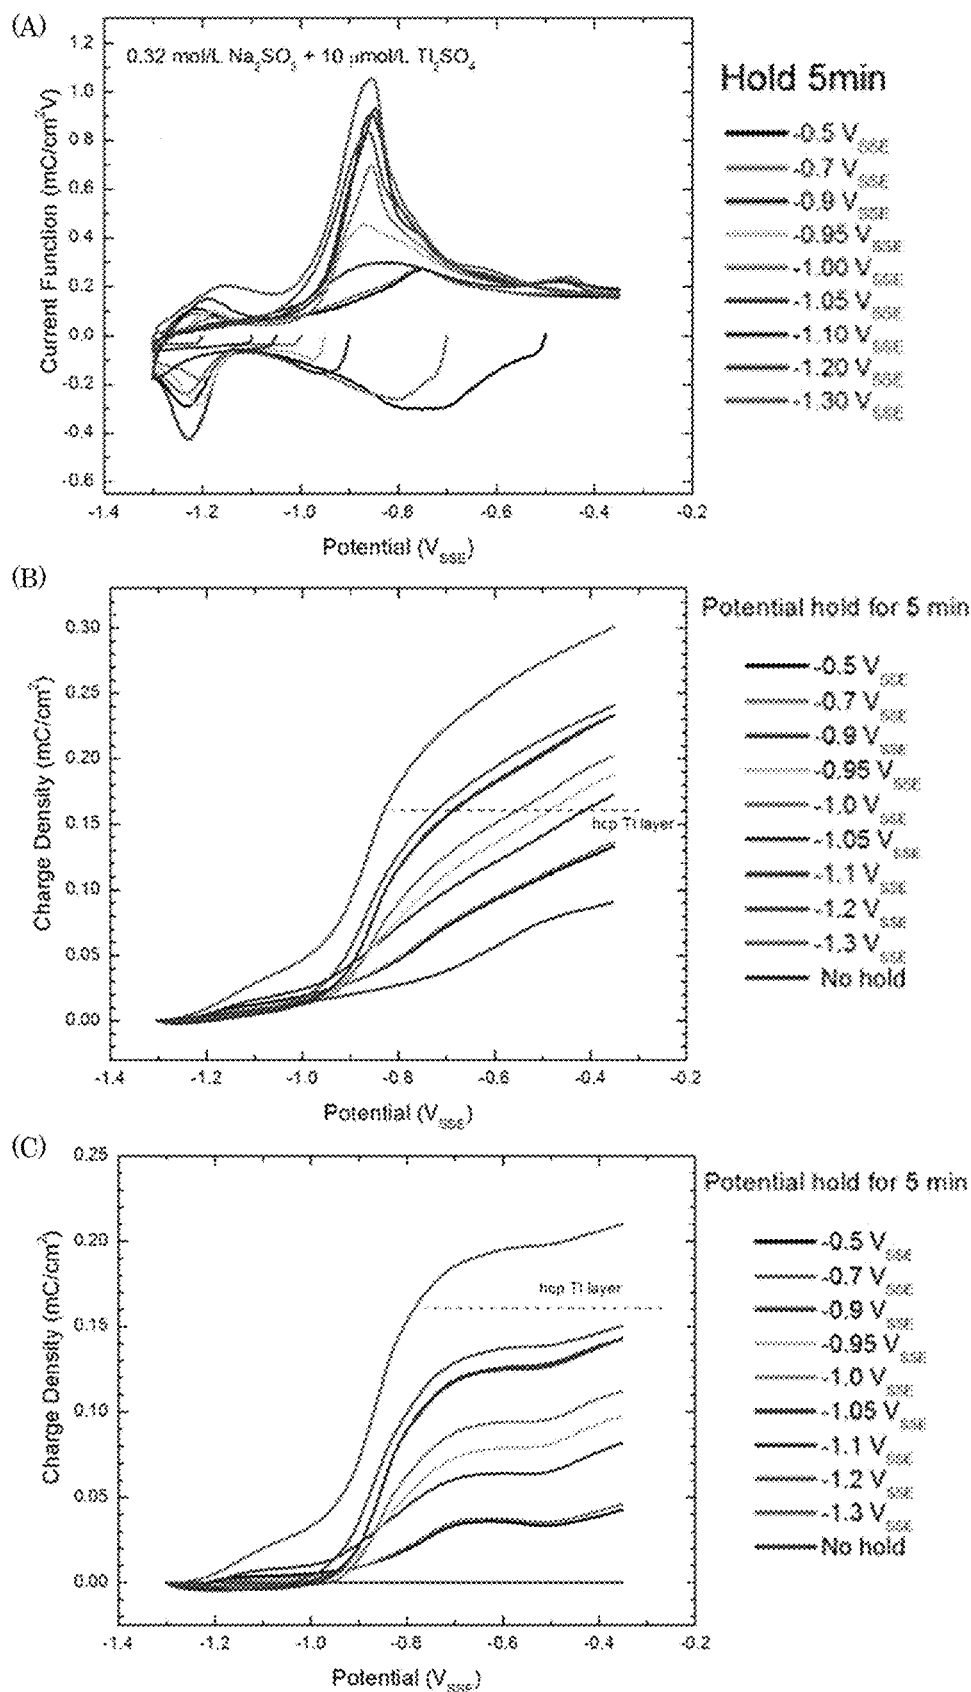 (A)
0.32 mol/L Na2SO3 + 10 μmol/L Tl2SO4
Current Function (mC/cm2V)
1.2
1.0
0.8
0.6
0.4
0.2
0.0
-0.2
-0.4
-0.6
-1.4
-1.2
-1.0
-0.8
-0.6
-0.4
-0.2
Potential (VSSE)
Hold 5min
-0.5 VSSE
-0.7 VSSE
-0.9 VSSE
-0.95 VSSE
-1.00 VSSE
-1.05 VSSE
-1.10 VSSE
-1.20 VSSE
-1.30 VSSE
(B)
Charge Density (mC/cm2)
0.30
0.25
0.20
0.15
0.10
0.05
0.00
hcp Tl layer
-1.4
-1.2
-1.0
-0.8
-0.6
-0.4
-0.2
Potential (VSSE)
Potential hold for 5 min
-0.5 VSSE
-0.7 VSSE
-0.9 VSSE
-0.95 VSSE
-1.0 VSSE
-1.05 VSSE
-1.1 VSSE
-1.2 VSSE
-1.3 VSSE
No hold
(C)
Charge Density (mC/cm2)
0.25
0.20
0.15
0.10
0.05
0.00
hcp Tl layer
-1.4
-1.2
-1.0
-0.8
-0.6
-0.4
-0.2
Potential (VSSE)
Potential hold for 5 min
-0.5 VSSE
-0.7 VSSE
-0.9 VSSE
-0.95 VSSE
-1.0 VSSE
-1.05 VSSE
-1.1 VSSE
-1.2 VSSE
-1.3 VSSE
No hold